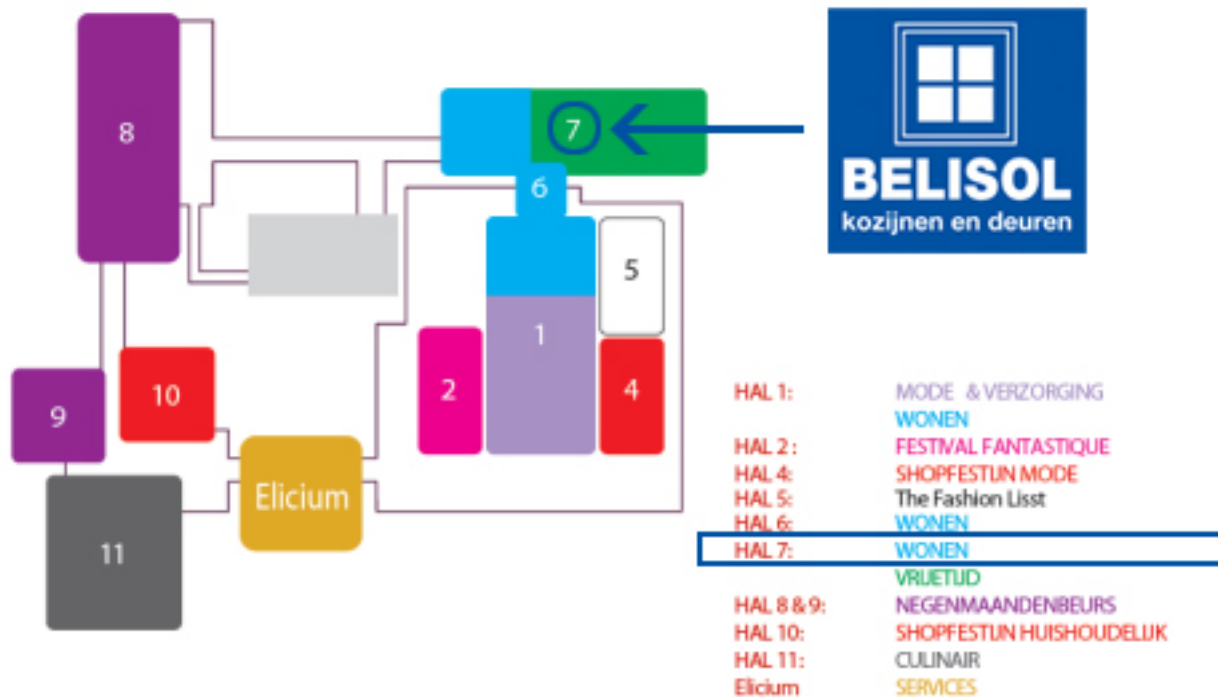 8
7
BELISOL
kozijnen en deuren
6
5
1
2
4
10
9
Elicium
11
HAL 1: MODE & VERZORGING
WONEN
HAL 2 : FESTIVAL FANTASTIQUE
HAL 4: SHOPFESTIJN MODE
HAL 5: The Fashion Lisst
HAL 6: WONEN
HAL 7: WONEN
VRIJETIJD
HAL 8 & 9: NEGENMAANDENBEURS
HAL 10: SHOPFESTIJN HUISHOUDELIJK
HAL 11: CULINAIR
Elicium SERVICES